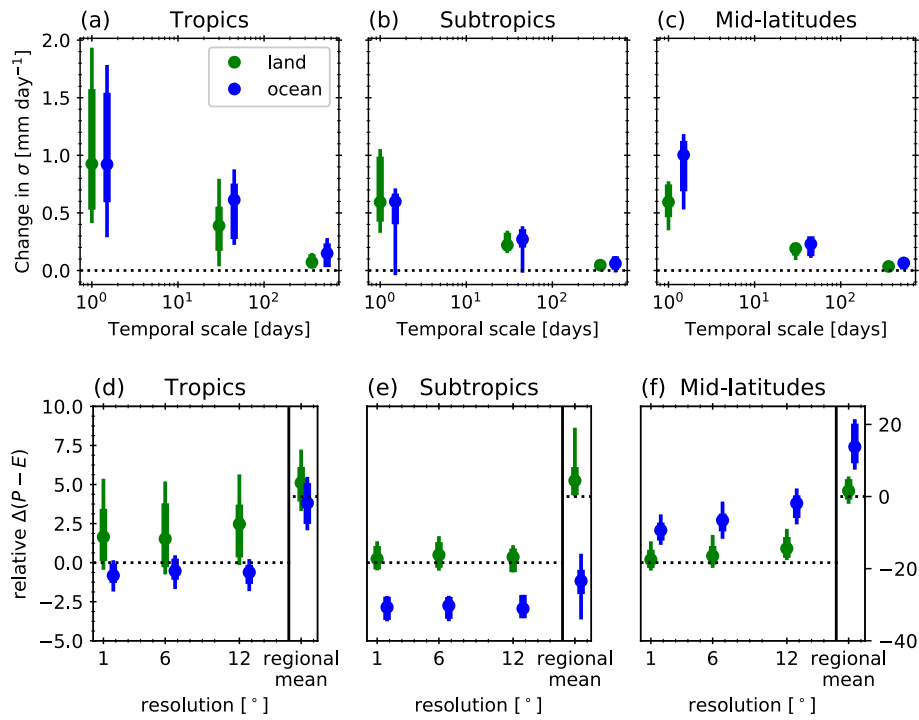 (a) Tropics
(b) Subtropics
(c) Mid-latitudes
Change in σ [mm day⁻¹]
2.0
1.5
1.0
0.5
0.0
land
ocean
10⁰ 10¹ 10²
10⁰ 10¹ 10²
10⁰ 10¹ 10²
Temporal scale [days]
Temporal scale [days]
Temporal scale [days]
(d) Tropics
(e) Subtropics
(f) Mid-latitudes
relative Δ(P − E)
10.0
7.5
5.0
2.5
0.0
−2.5
−5.0
20
0
−20
−40
1 6 12 regional mean
1 6 12 regional mean
1 6 12 regional mean
resolution [°]
resolution [°]
resolution [°]